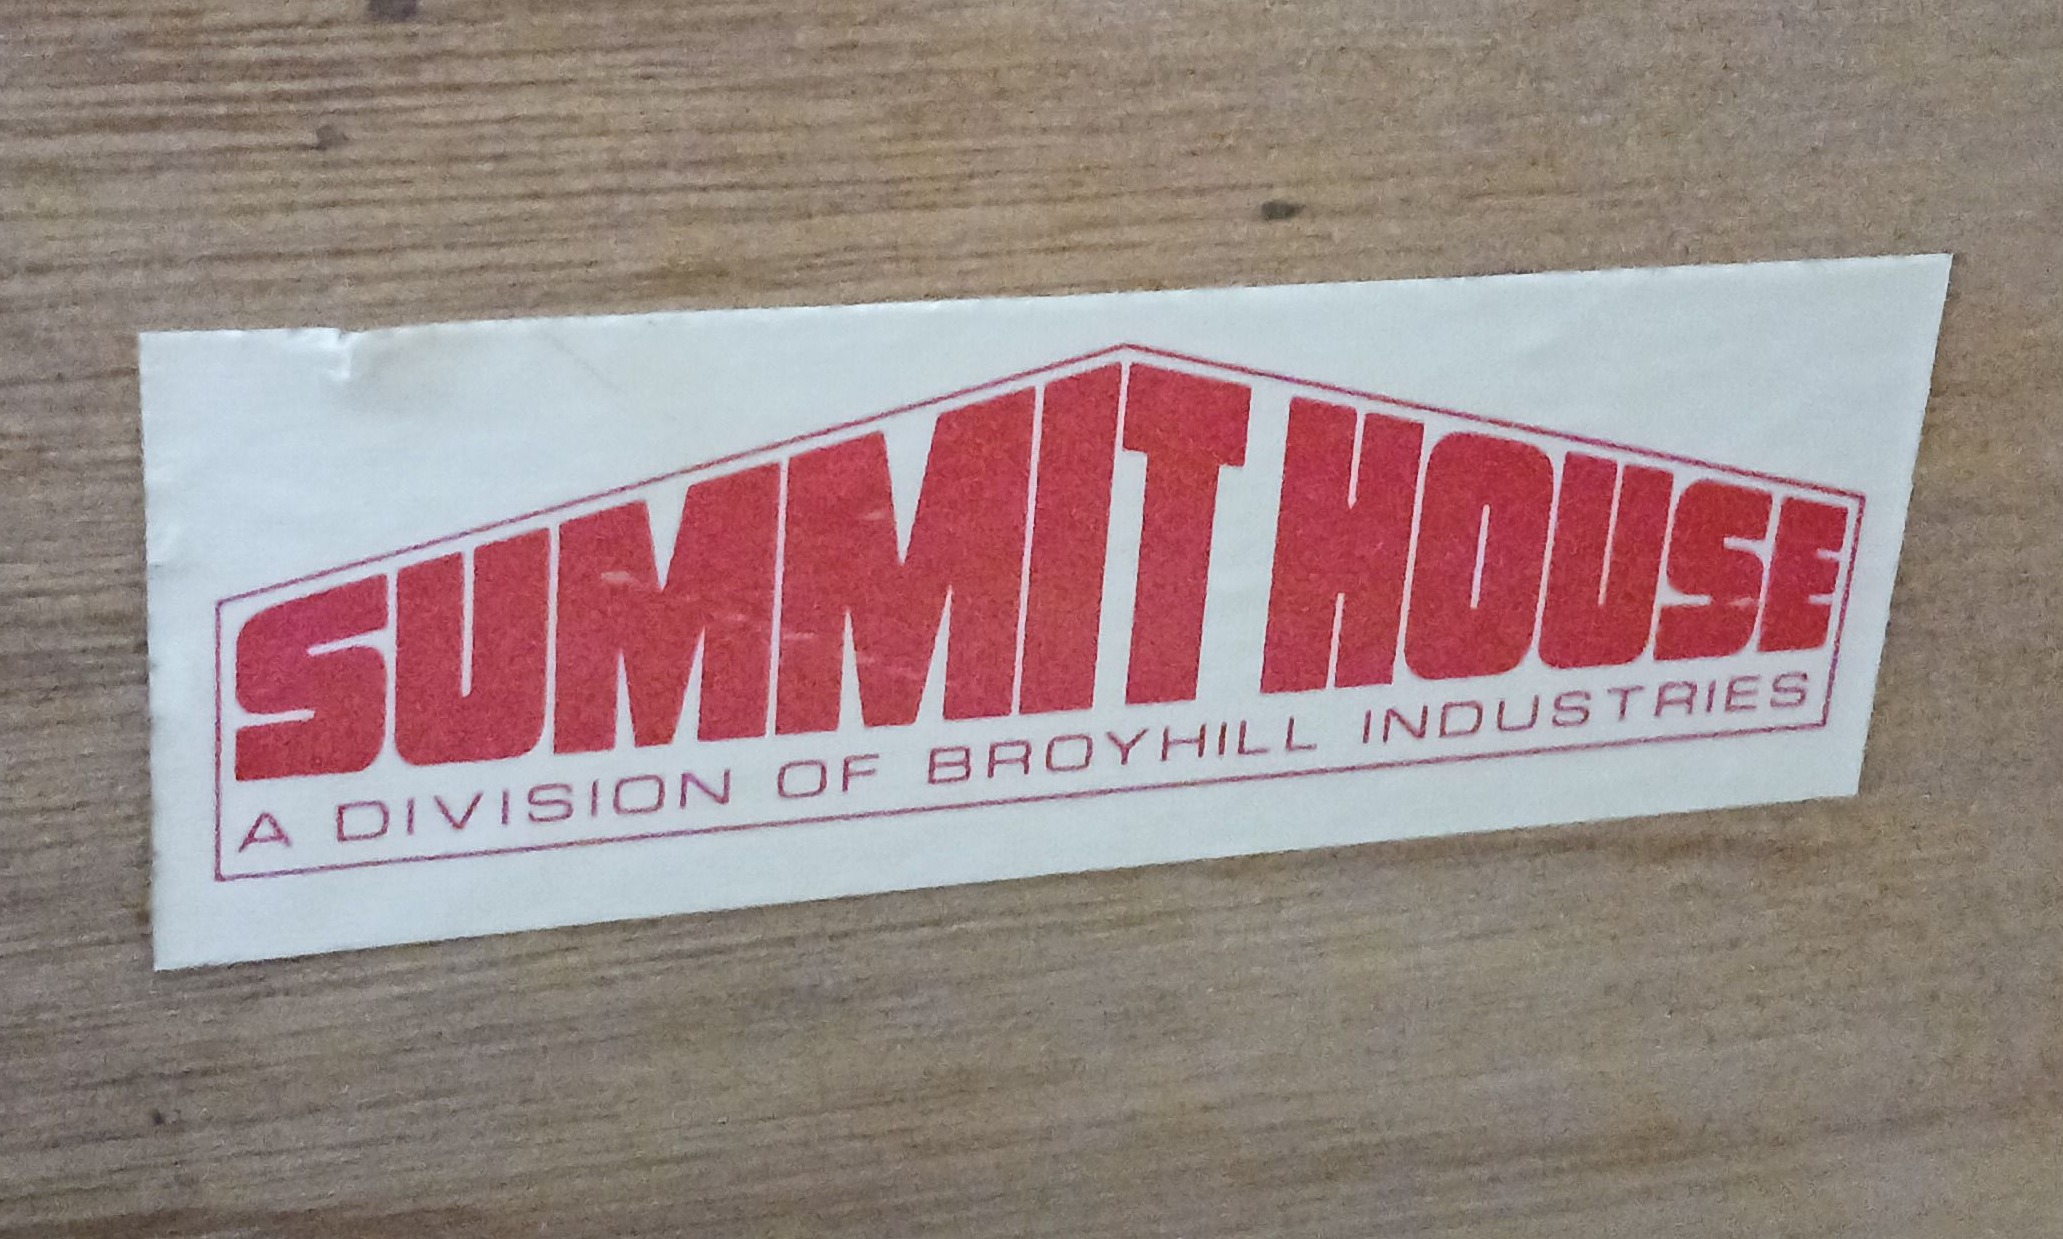 SUMMIT HOUSE
A DIVISION OF BROYHILL INDUSTRIES